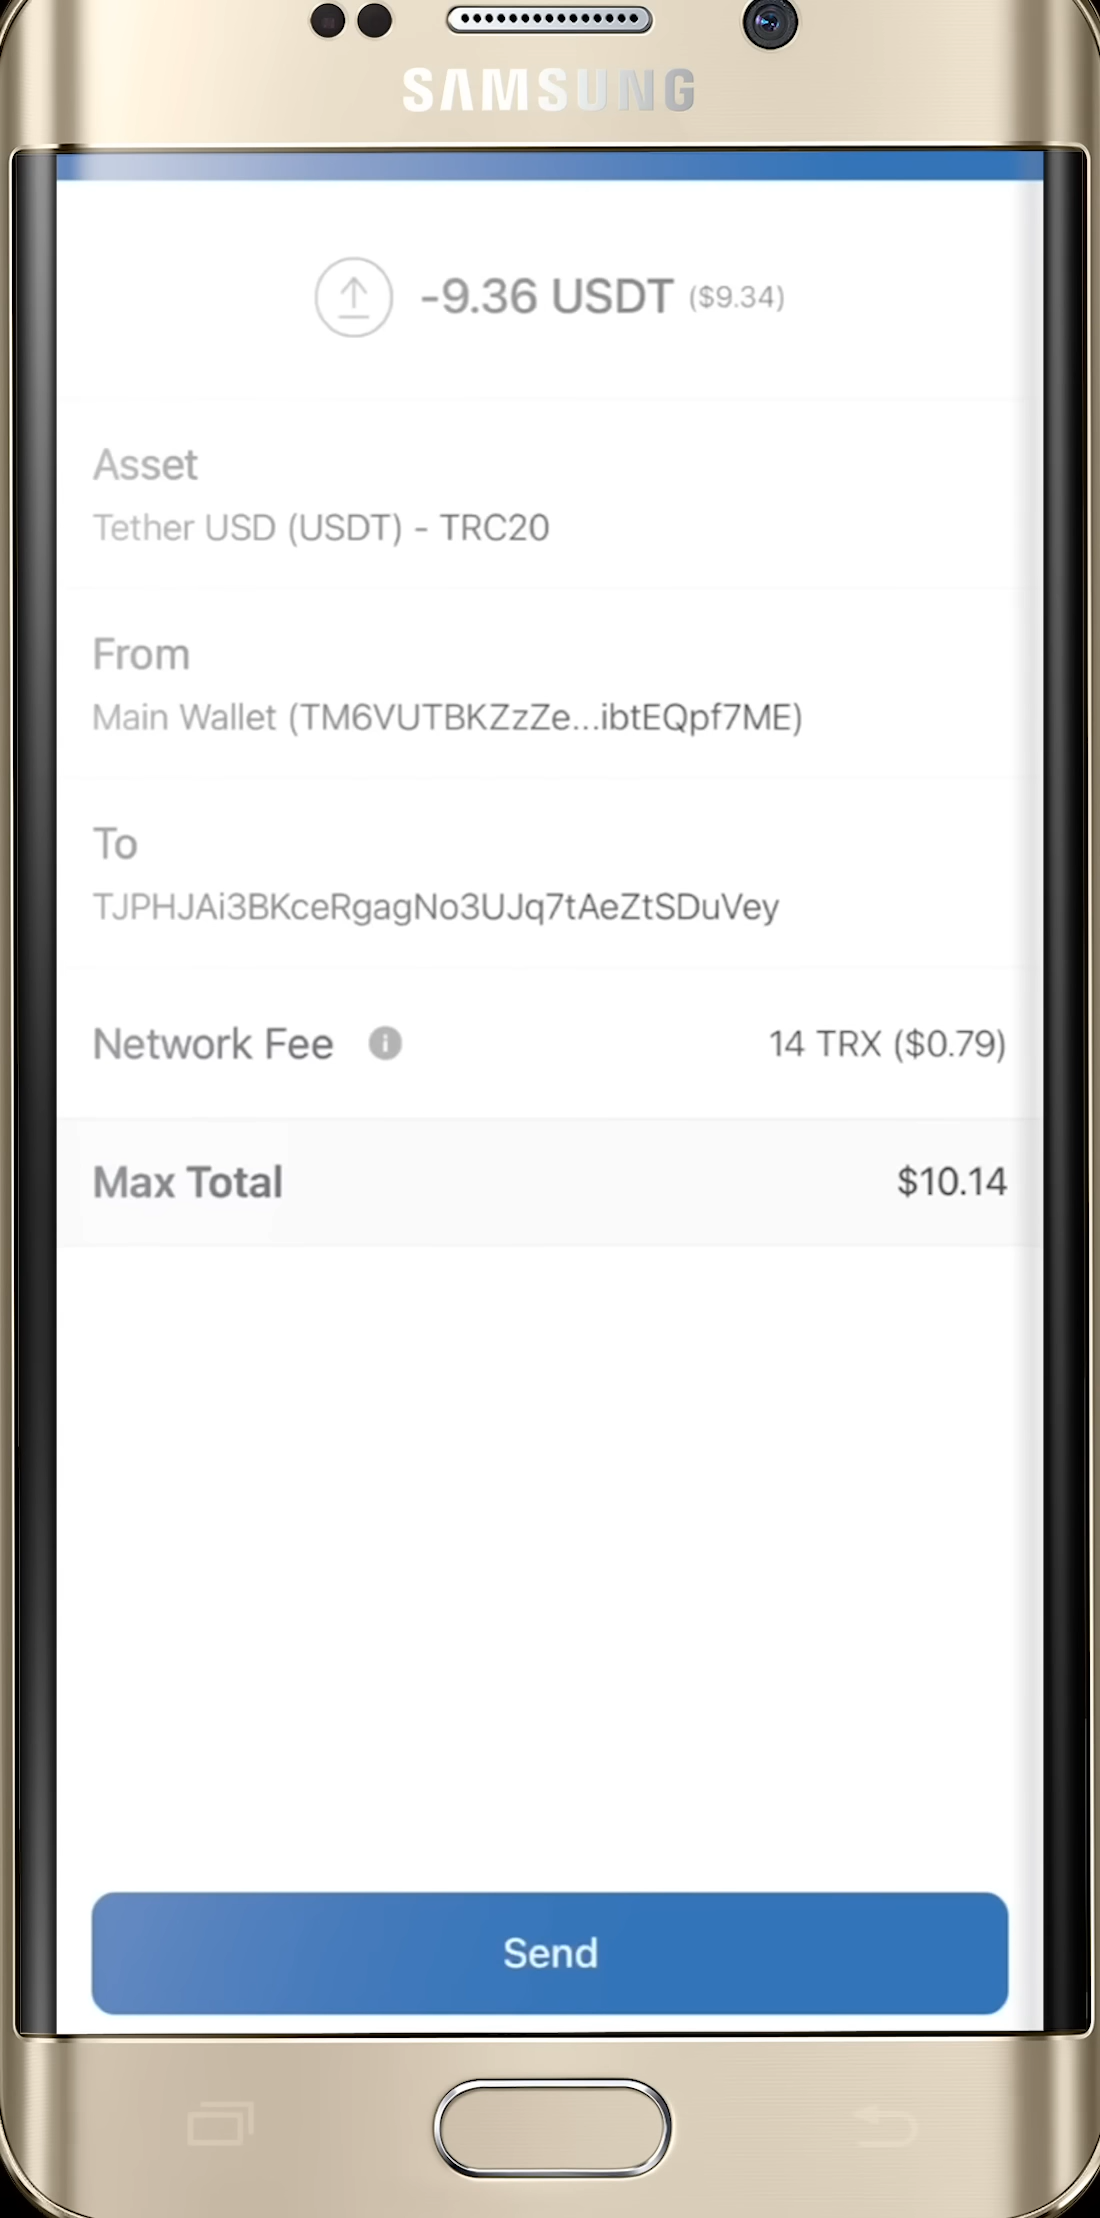 SAMSUNG
-9.36 USDT ($9.34)
Asset
Tether USD (USDT) - TRC20
From
Main Wallet (TM6VUTBKZzZe...ibtEQpf7ME)
To
TJPHJAi3BKceRgagNo3UJq7tAeZtSDuVey
Network Fee 14 TRX ($0.79)
Max Total $10.14
Send